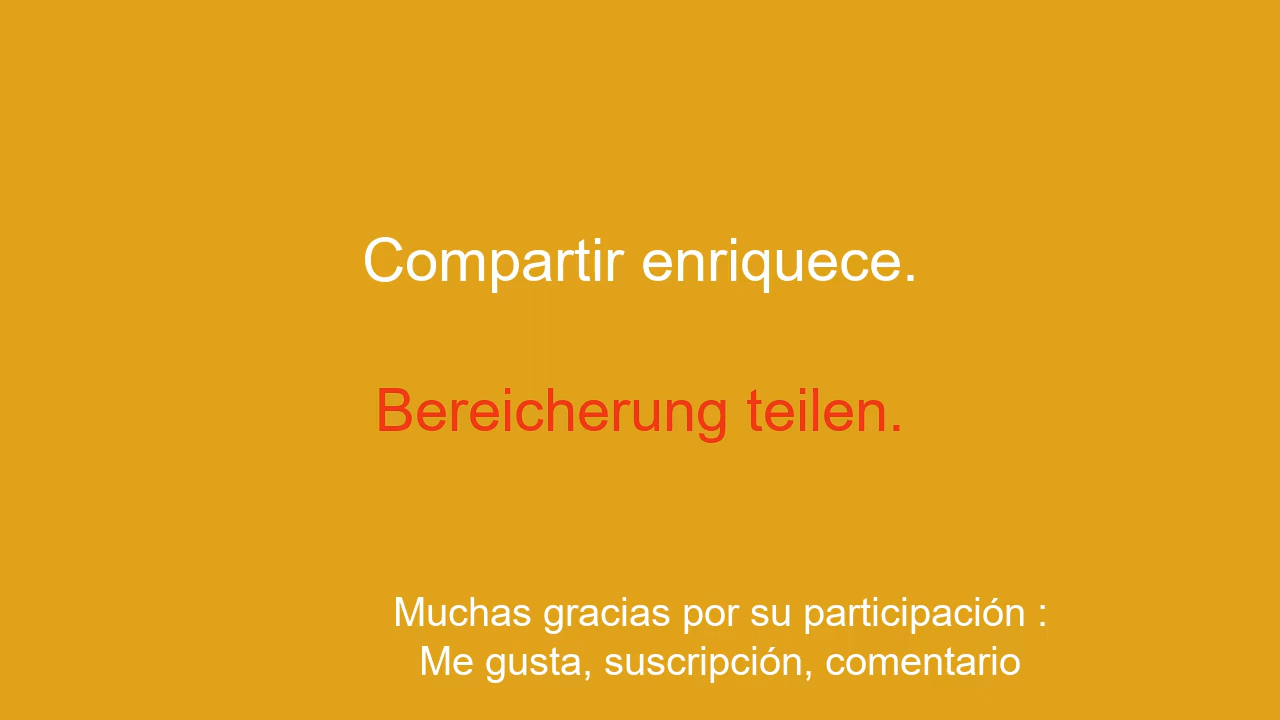 Compartir enriquece.
Bereicherung teilen.
Muchas gracias por su participación :
Me gusta, suscripción, comentario